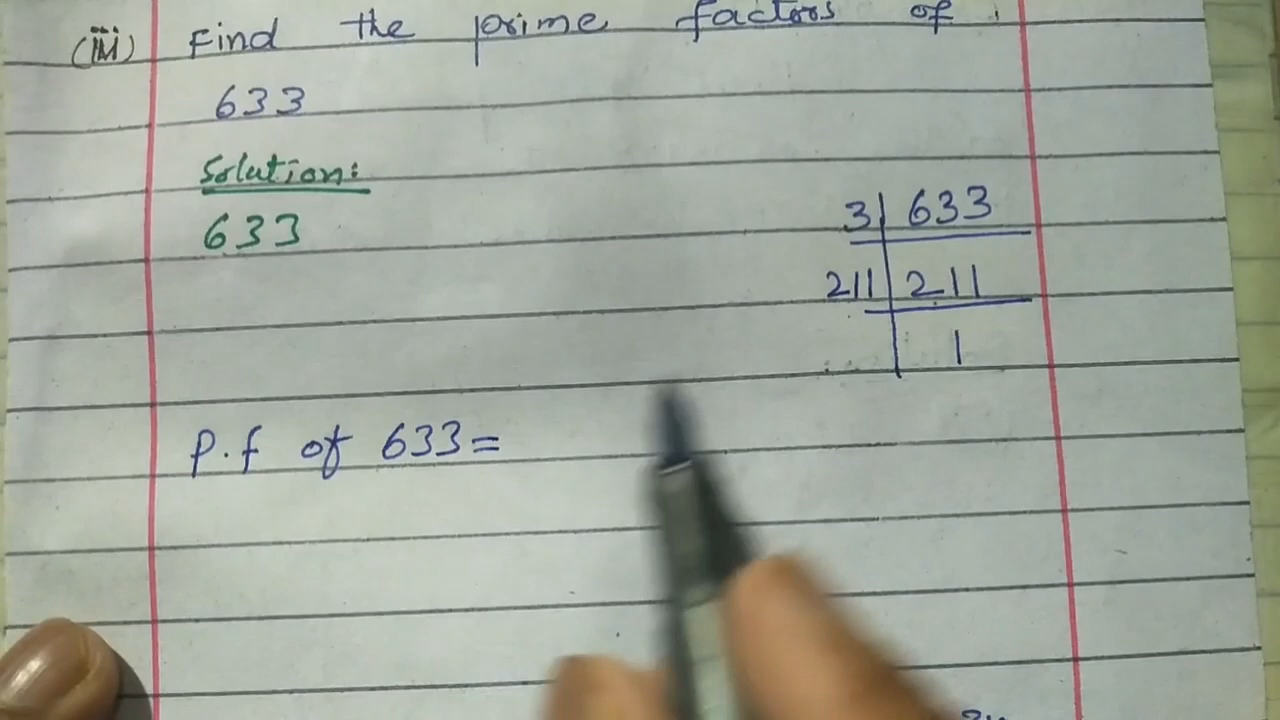 (iii) Find the prime factors of :
633
Solution:
633
3 | 633
211 | 211
1
P.f of 633=